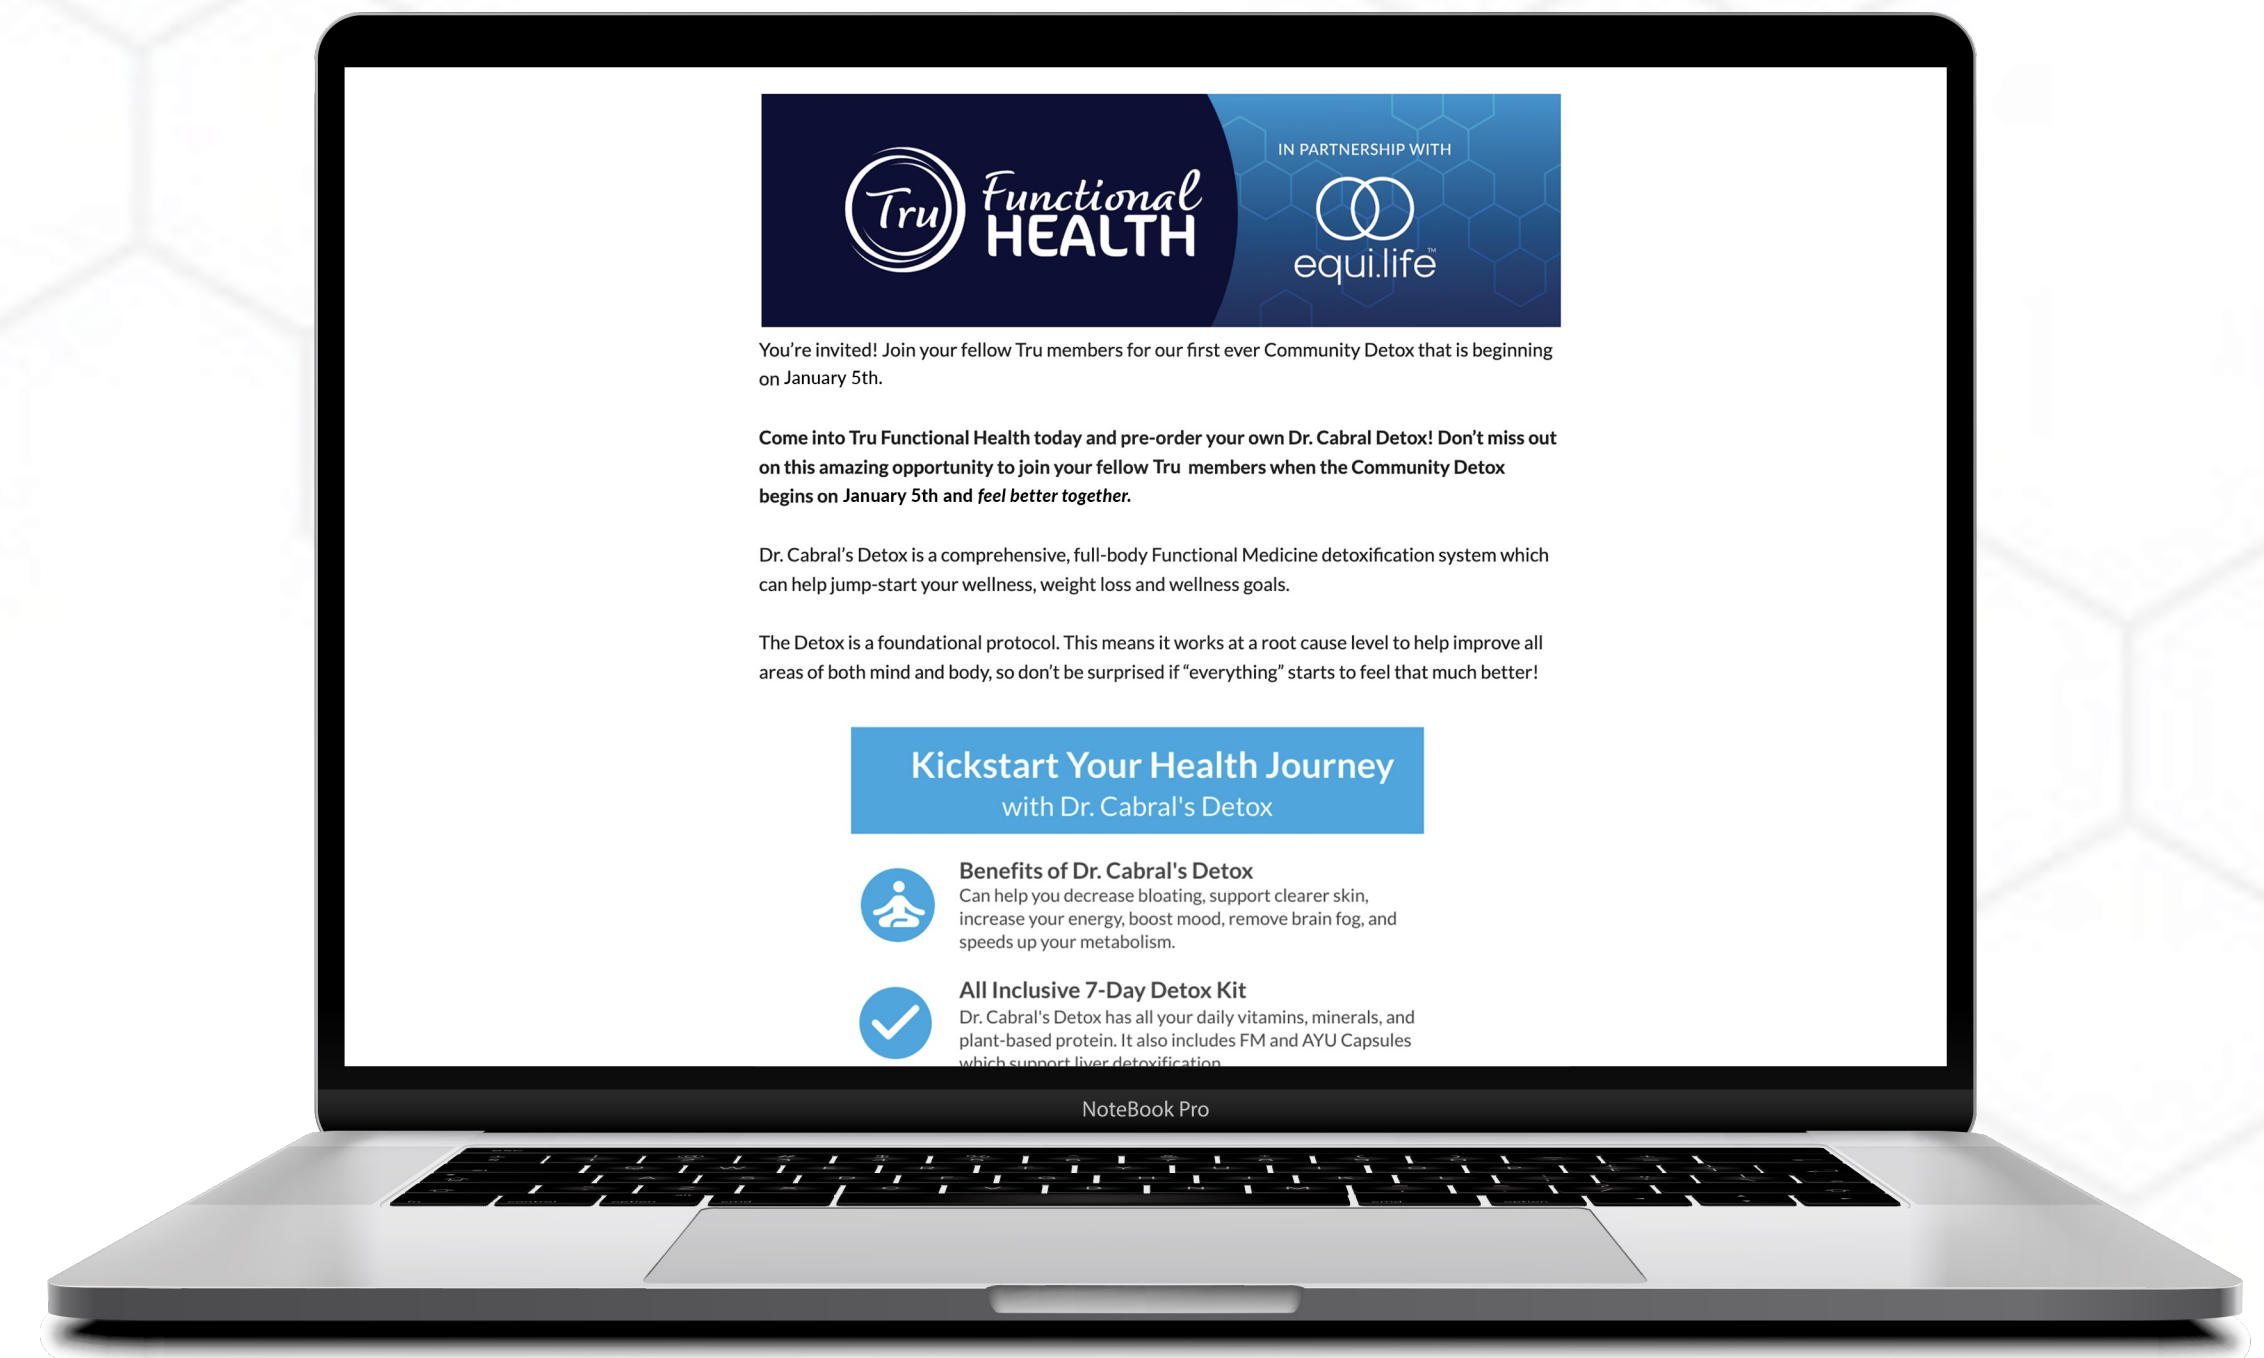 Tru
Functional
HEALTH
IN PARTNERSHIP WITH
equi.life™
You're invited! Join your fellow Tru members for our first ever Community Detox that is beginning
on January 5th.
Come into Tru Functional Health today and pre-order your own Dr. Cabral Detox! Don't miss out
on this amazing opportunity to join your fellow Tru members when the Community Detox
begins on January 5th and feel better together.
Dr. Cabral's Detox is a comprehensive, full-body Functional Medicine detoxification system which
can help jump-start your wellness, weight loss and wellness goals.
The Detox is a foundational protocol. This means it works at a root cause level to help improve all
areas of both mind and body, so don't be surprised if “everything” starts to feel that much better!
Kickstart Your Health Journey
with Dr. Cabral's Detox
Benefits of Dr. Cabral's Detox
Can help you decrease bloating, support clearer skin,
increase your energy, boost mood, remove brain fog, and
speeds up your metabolism.
All Inclusive 7-Day Detox Kit
Dr. Cabral's Detox has all your daily vitamins, minerals, and
plant-based protein. It also includes FM and AYU Capsules
which support liver detoxification
NoteBook Pro